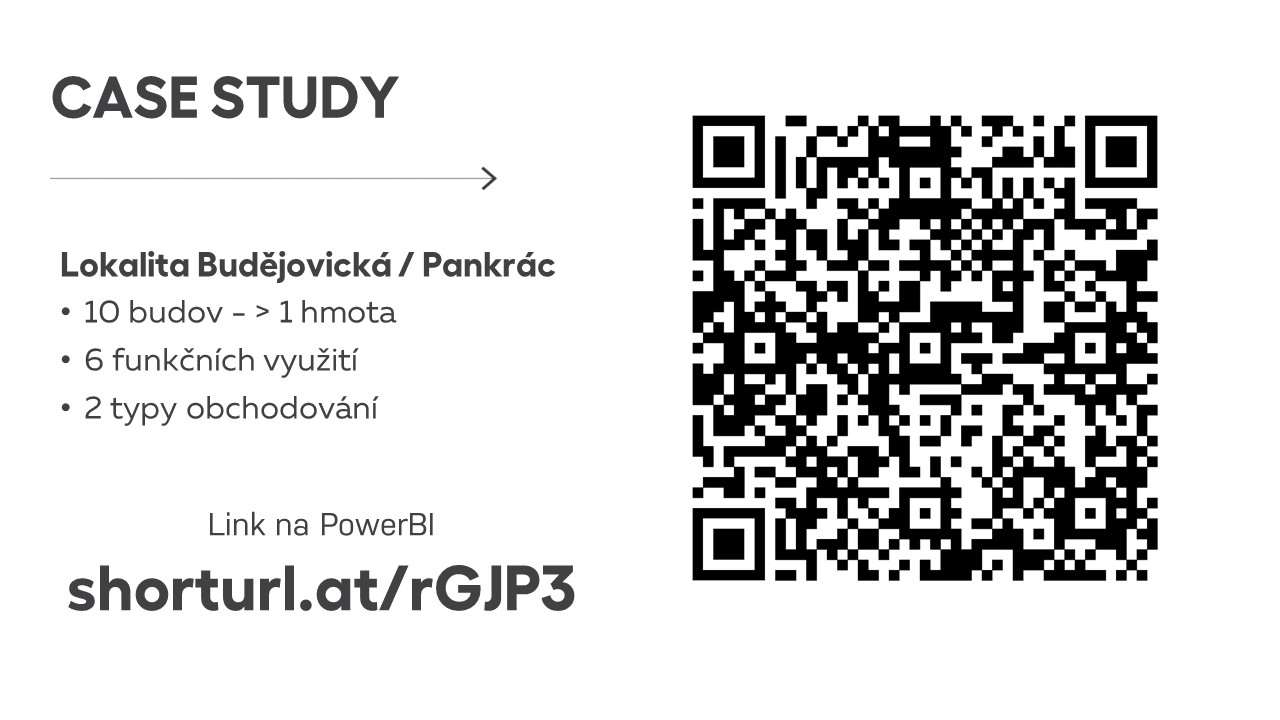 CASE STUDY
Lokalita Budějovická / Pankrác
• 10 budov - > 1 hmota
• 6 funkčních využití
• 2 typy obchodování
Link na PowerBI
shorturl.at/rGJP3